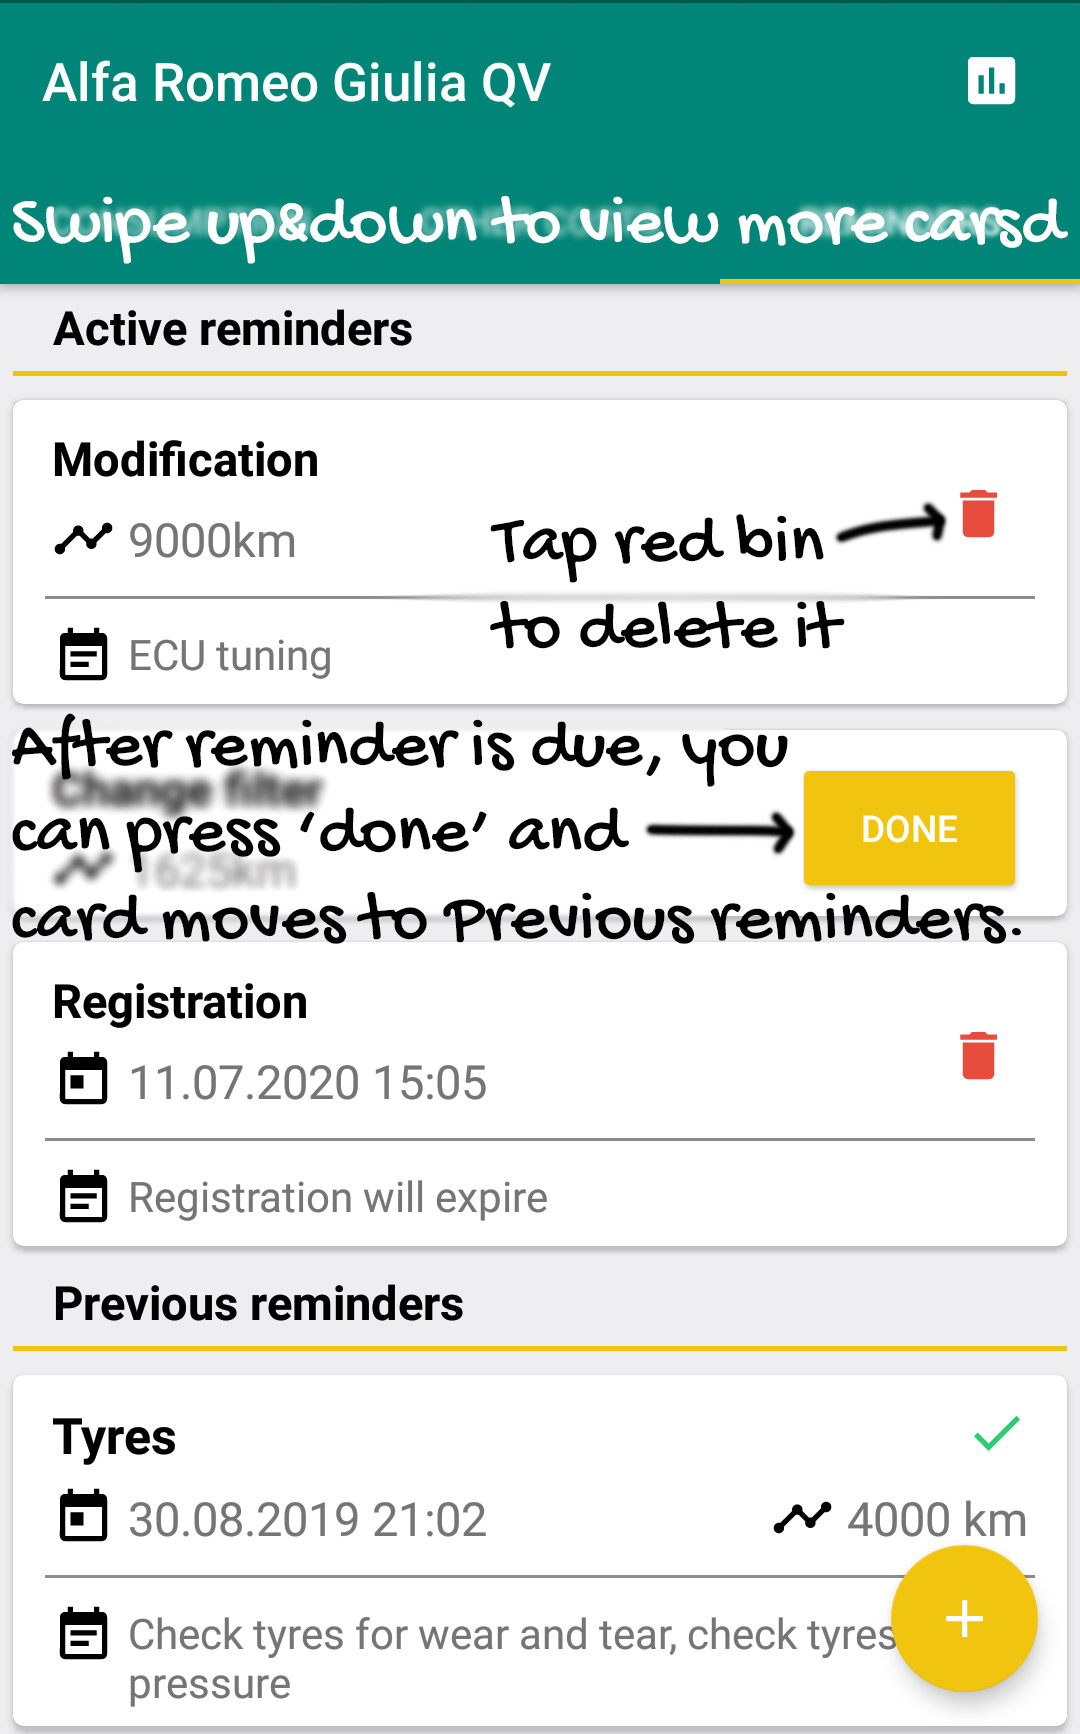 Alfa Romeo Giulia QV
Swipe up&down to view more carsd
Active reminders
Modification
9000km
Tap red bin
to delete it
ECU tuning
After reminder is due, you
Change filter
can press 'done' and
DONE
1625km
card moves to Previous reminders.
Registration
11.07.2020 15:05
Registration will expire
Previous reminders
Tyres
30.08.2019 21:02
4000 km
Check tyres for wear and tear, check tyres
pressure